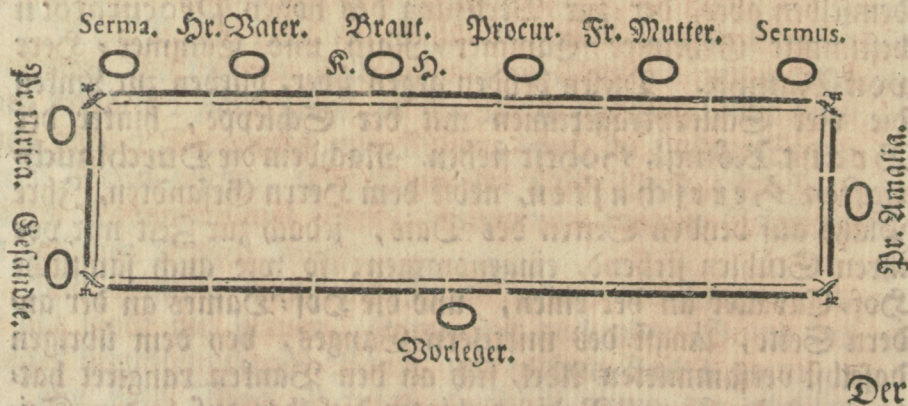 Serma. Hr. Vater. Braut. Procur. Fr. Mutter. Sermus.
K. H.
Pr. Ulrica. Gesandte.
Pr. Amalia.
Vorleger.
Der